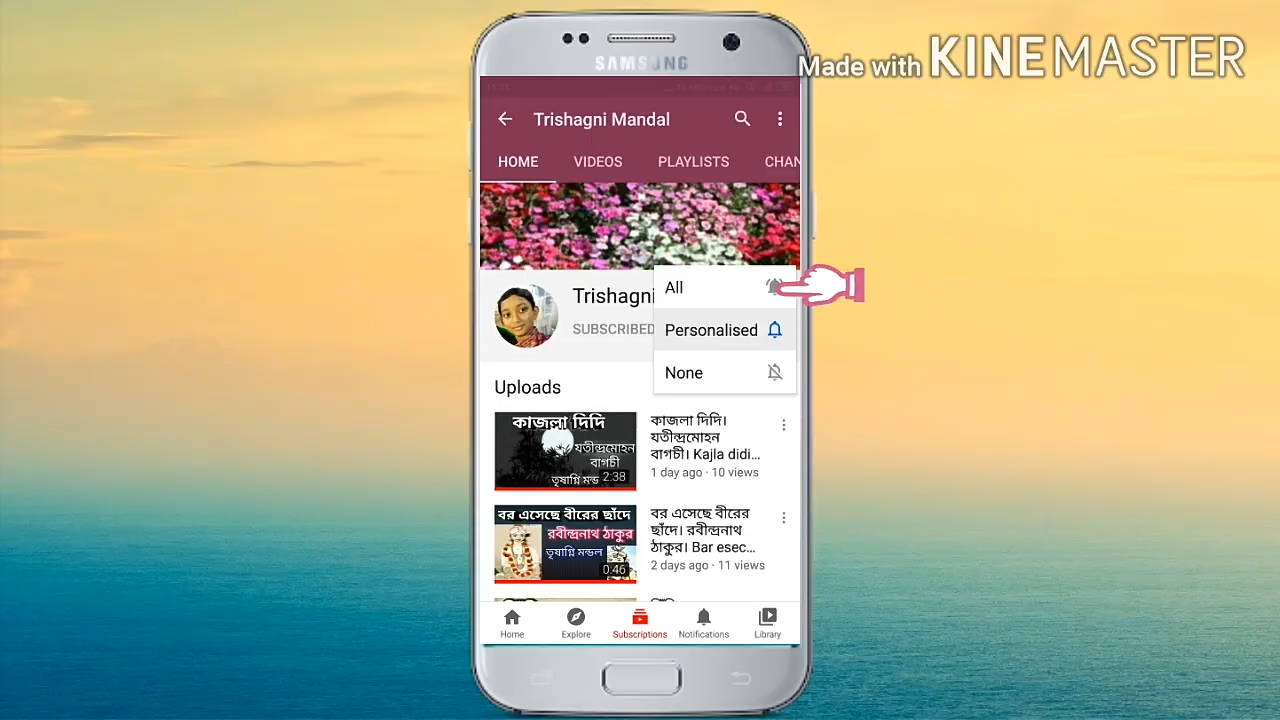 Made with KINEMASTER
SAMSUNG
Trishagni Mandal
HOME VIDEOS PLAYLISTS CHAN
Trishagni
SUBSCRIBED
All
Personalised
None
Uploads
কাজলা দিদি
যতীন্দ্রমোহন
বাগচী
তৃষাগ্নি মন্ড
2:38
কাজলা দিদি।
যতীন্দ্রমোহন
বাগচী। Kajla didi...
1 day ago · 10 views
বর এসেছে বীরের ছাঁদে
রবীন্দ্রনাথ ঠাকুর
তৃষাগ্নি মন্ডল
0:46
বর এসেছে বীরের
ছাঁদে। রবীন্দ্রনাথ
ঠাকুর। Bar esec...
2 days ago · 11 views
Home Explore Subscriptions Notifications Library